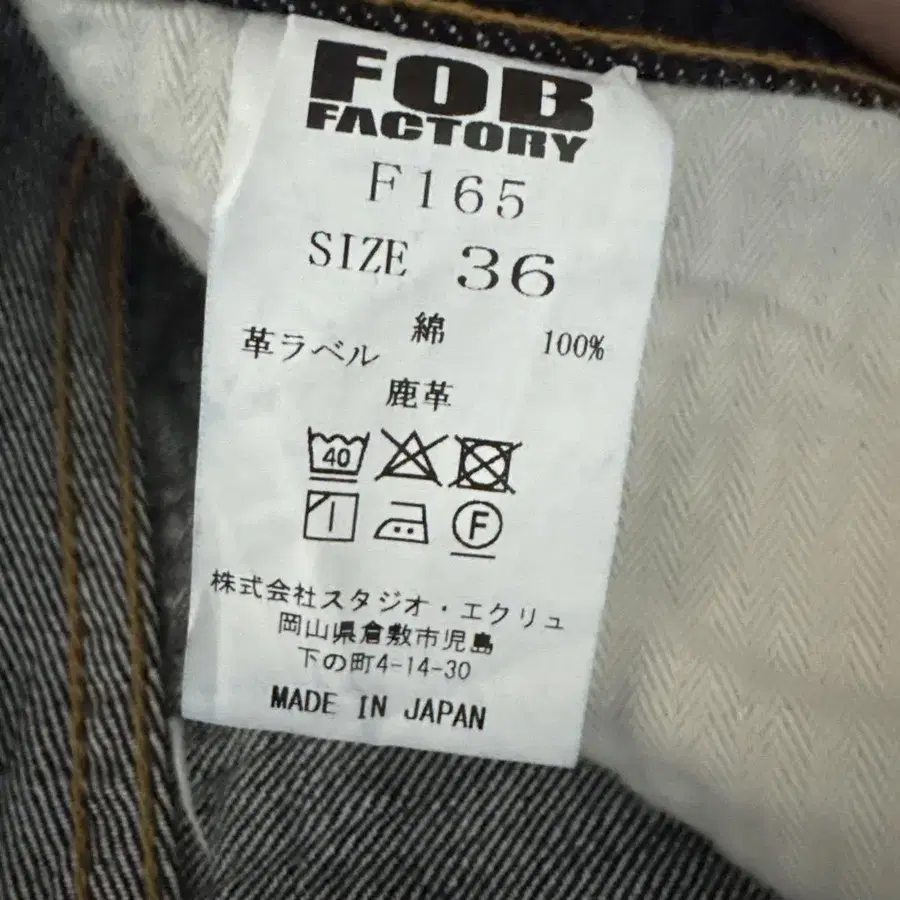 FOB
FACTORY
F165
SIZE 36
綿 100%
革ラベル
鹿革
40
F
株式会社スタジオ・エクリュ
岡山県倉敷市児島
下の町4-14-30
MADE IN JAPAN